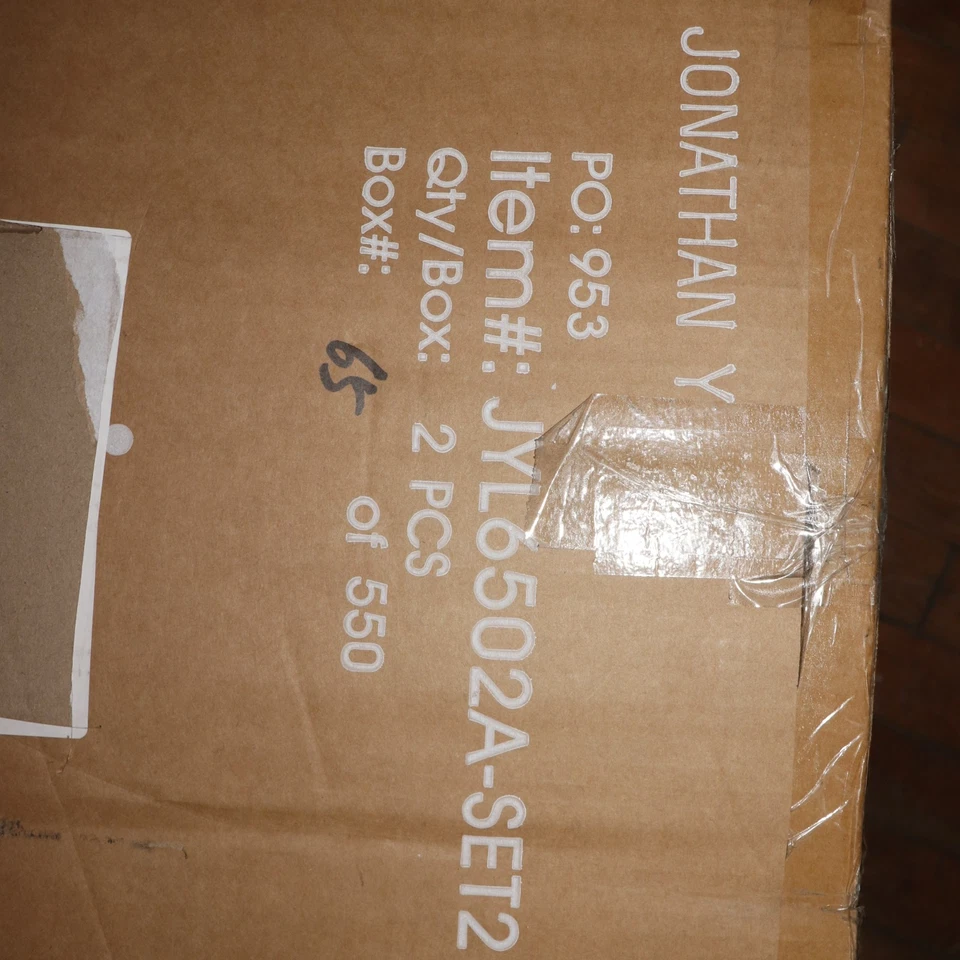 JONATHAN Y
PO: 953
Item#: JYL6502A-SET2
Qty/Box: 2 PCS
Box#: 65 of 550